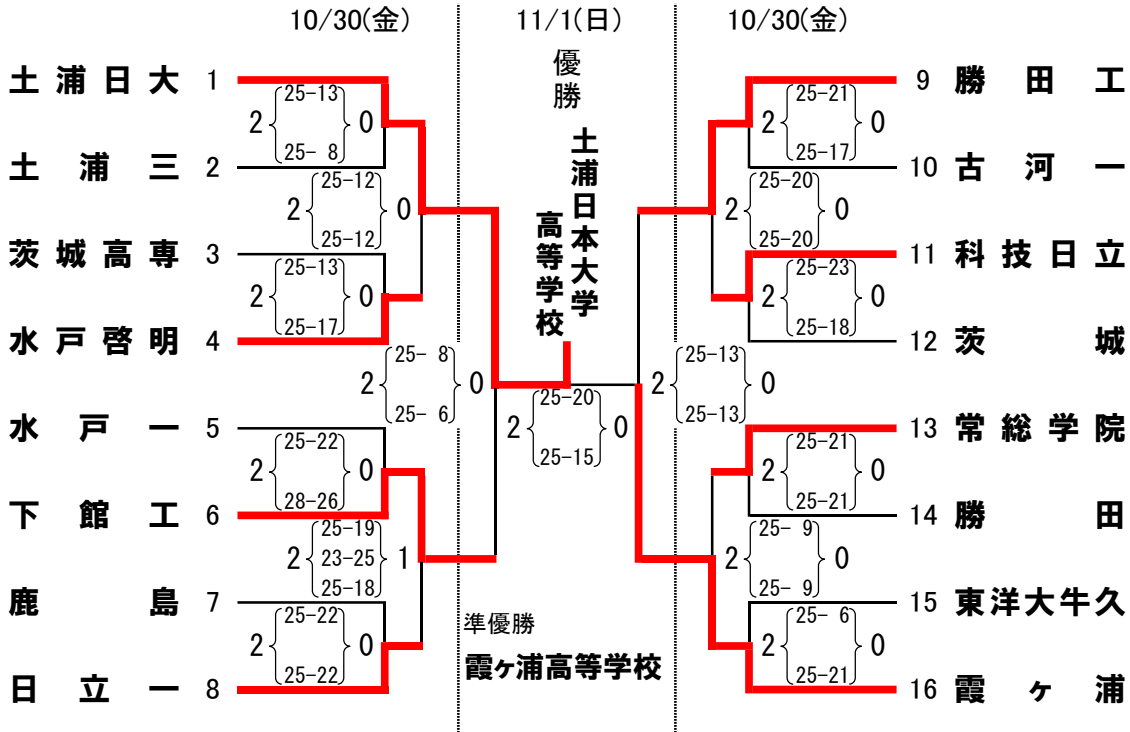 10/30(金)
11/1(日)
10/30(金)
優勝
土浦日本大学
高等学校
土浦日大 1
25-13
2 0
25- 8
土浦三 2
25-12
2 0
25-12
茨城高専 3
25-13
2 0
25-17
水戸啓明 4
25- 8
2 0
25- 6
水戸一 5
25-22
2 0
28-26
下館工 6
25-19
2 23-25 1
25-18
鹿島 7
25-22
2 0
25-22
日立一 8
25-20
2 0
25-15
準優勝
霞ヶ浦高等学校
9 勝田工
25-21
2 0
25-17
10 古河一
25-20
2 0
25-20
11 科技日立
25-23
2 0
25-18
12 茨城
25-13
2 0
25-13
13 常総学院
25-21
2 0
25-21
14 勝田
25- 9
2 0
25- 9
15 東洋大牛久
25- 6
2 0
25-21
16 霞ヶ浦